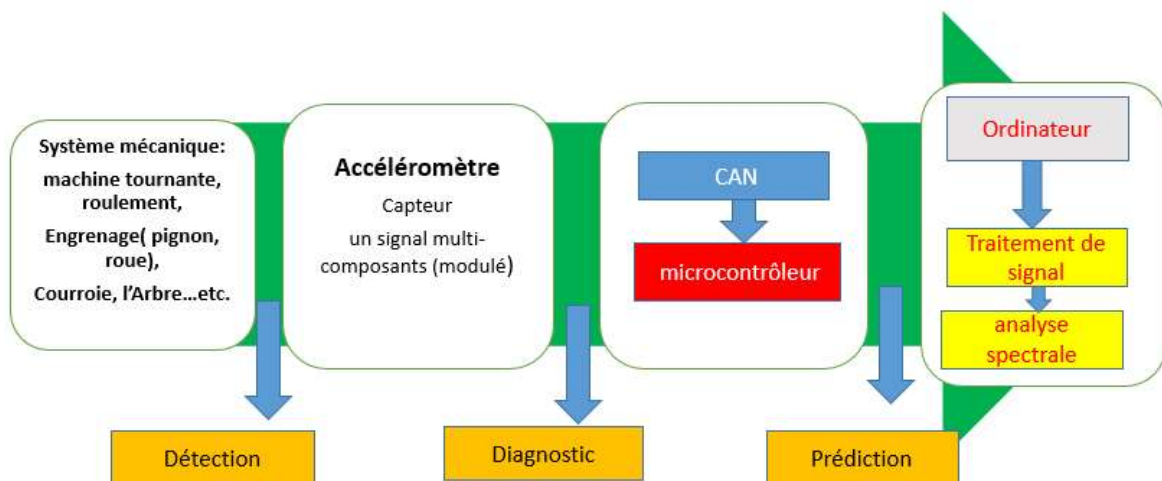 Système mécanique:
machine tournante,
roulement,
Engrenage( pignon,
roue),
Courroie, l’Arbre…etc.
Accéléromètre
Capteur
un signal multi-
composants (modulé)
CAN
microcontrôleur
Ordinateur
Traitement de
signal
analyse
spectrale
Détection
Diagnostic
Prédiction